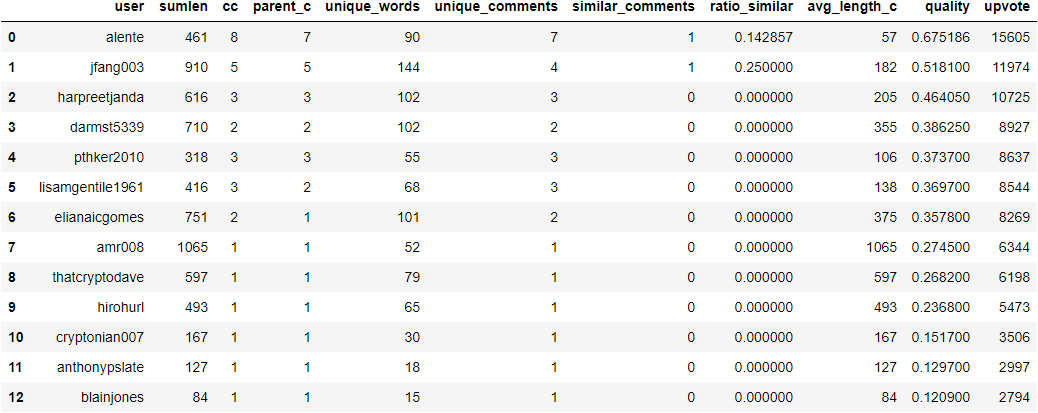 user sumlen cc parent_c unique_words unique_comments similar_comments ratio_similar avg_length_c quality upvote
0 alente 461 8 7 90 7 1 0.142857 57 0.675186 15605
1 jfang003 910 5 5 144 4 1 0.250000 182 0.518100 11974
2 harpreetjanda 616 3 3 102 3 0 0.000000 205 0.464050 10725
3 darmst5339 710 2 2 102 2 0 0.000000 355 0.386250 8927
4 pthker2010 318 3 3 55 3 0 0.000000 106 0.373700 8637
5 lisamgentile1961 416 3 2 68 3 0 0.000000 138 0.369700 8544
6 elianaicgomes 751 2 1 101 2 0 0.000000 375 0.357800 8269
7 amr008 1065 1 1 52 1 0 0.000000 1065 0.274500 6344
8 thatcryptodave 597 1 1 79 1 0 0.000000 597 0.268200 6198
9 hirohurl 493 1 1 65 1 0 0.000000 493 0.236800 5473
10 cryptonian007 167 1 1 30 1 0 0.000000 167 0.151700 3506
11 anthonypslate 127 1 1 18 1 0 0.000000 127 0.129700 2997
12 blainjones 84 1 1 15 1 0 0.000000 84 0.120900 2794